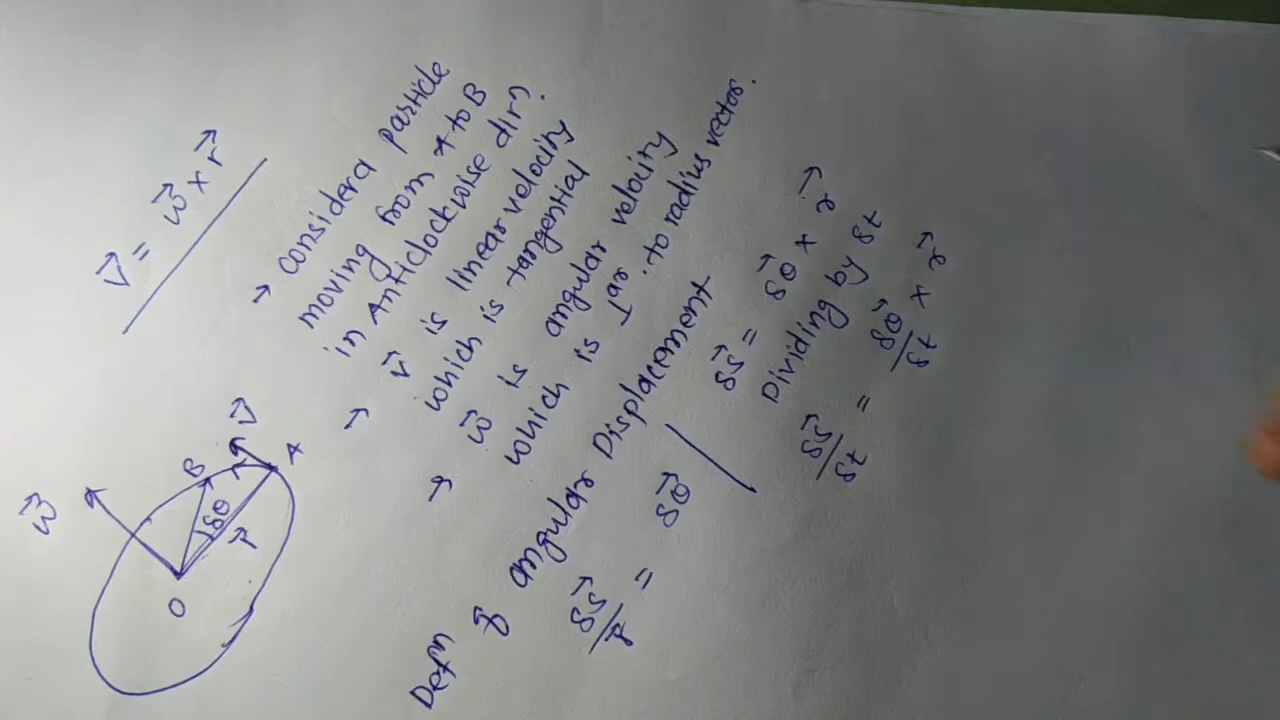 V⃗ = ω⃗ × r⃗
ω⃗
B
V⃗
δθ
A
r⃗
O
→ Consider a particle
moving from A to B
in Anticlockwise dirn.
→ v⃗ is linear velocity
which is tangential
→ ω⃗ is angular velocity
which is ⊥ar. to radius vector.
Defn of angular Displacement
δs⃗/r = δθ⃗
δs⃗ = δθ⃗ × r⃗
Dividing by δt
δs⃗/δt = δθ⃗/δt × r⃗